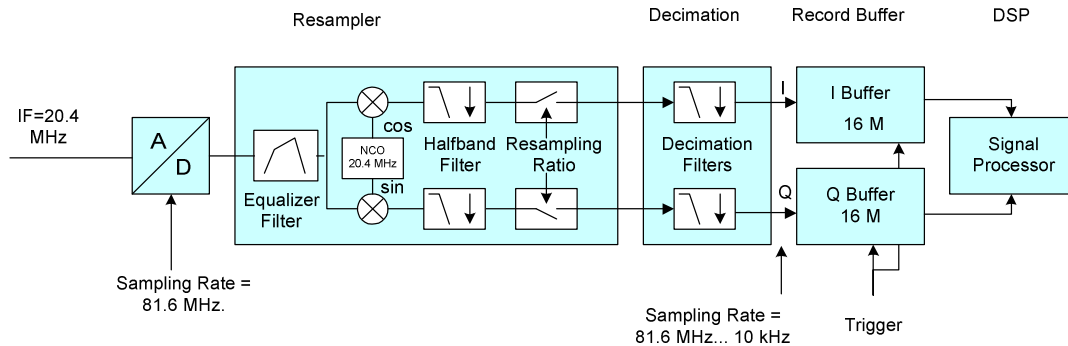 Resampler
Decimation
Record Buffer
DSP
IF=20.4
MHz
A
D
Equalizer
Filter
cos
NCO
20.4 MHz
sin
Halfband
Filter
Resampling
Ratio
Decimation
Filters
I
Q
I Buffer
16 M
Q Buffer
16 M
Signal
Processor
Sampling Rate =
81.6 MHz.
Sampling Rate =
81.6 MHz... 10 kHz
Trigger